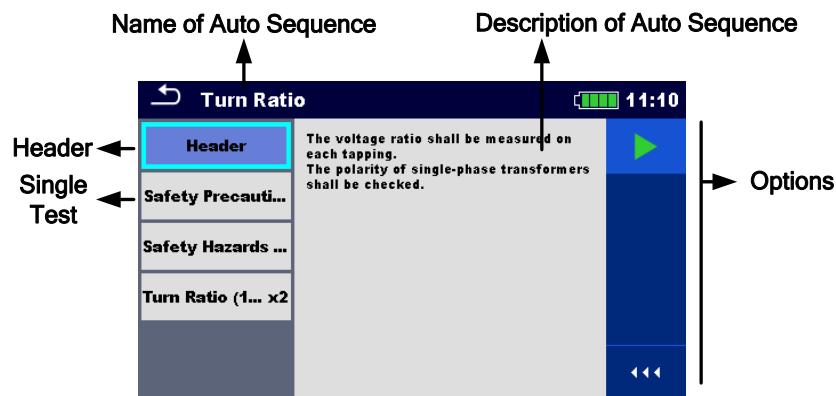 Name of Auto Sequence
Description of Auto Sequence
Turn Ratio
11:10
Header
Header
The voltage ratio shall be measured on
each tapping.
The polarity of single-phase transformers
shall be checked.
Options
Single
Test
Safety Precauti...
Safety Hazards ...
Turn Ratio (1... x2